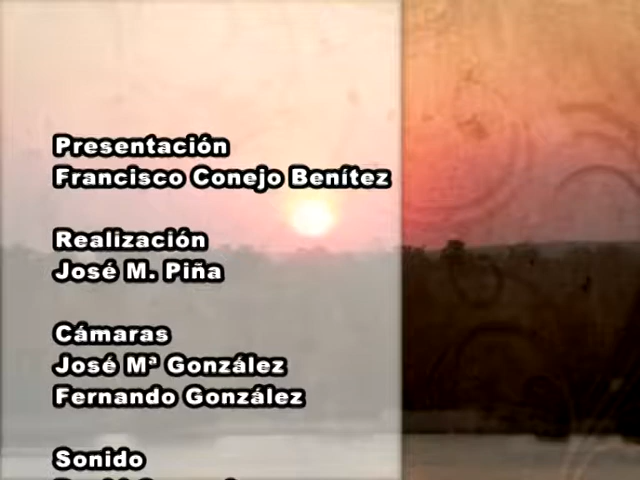 Presentación
Francisco Conejo Benítez
Realización
José M. Piña
Cámaras
José Mª González
Fernando González
Sonido